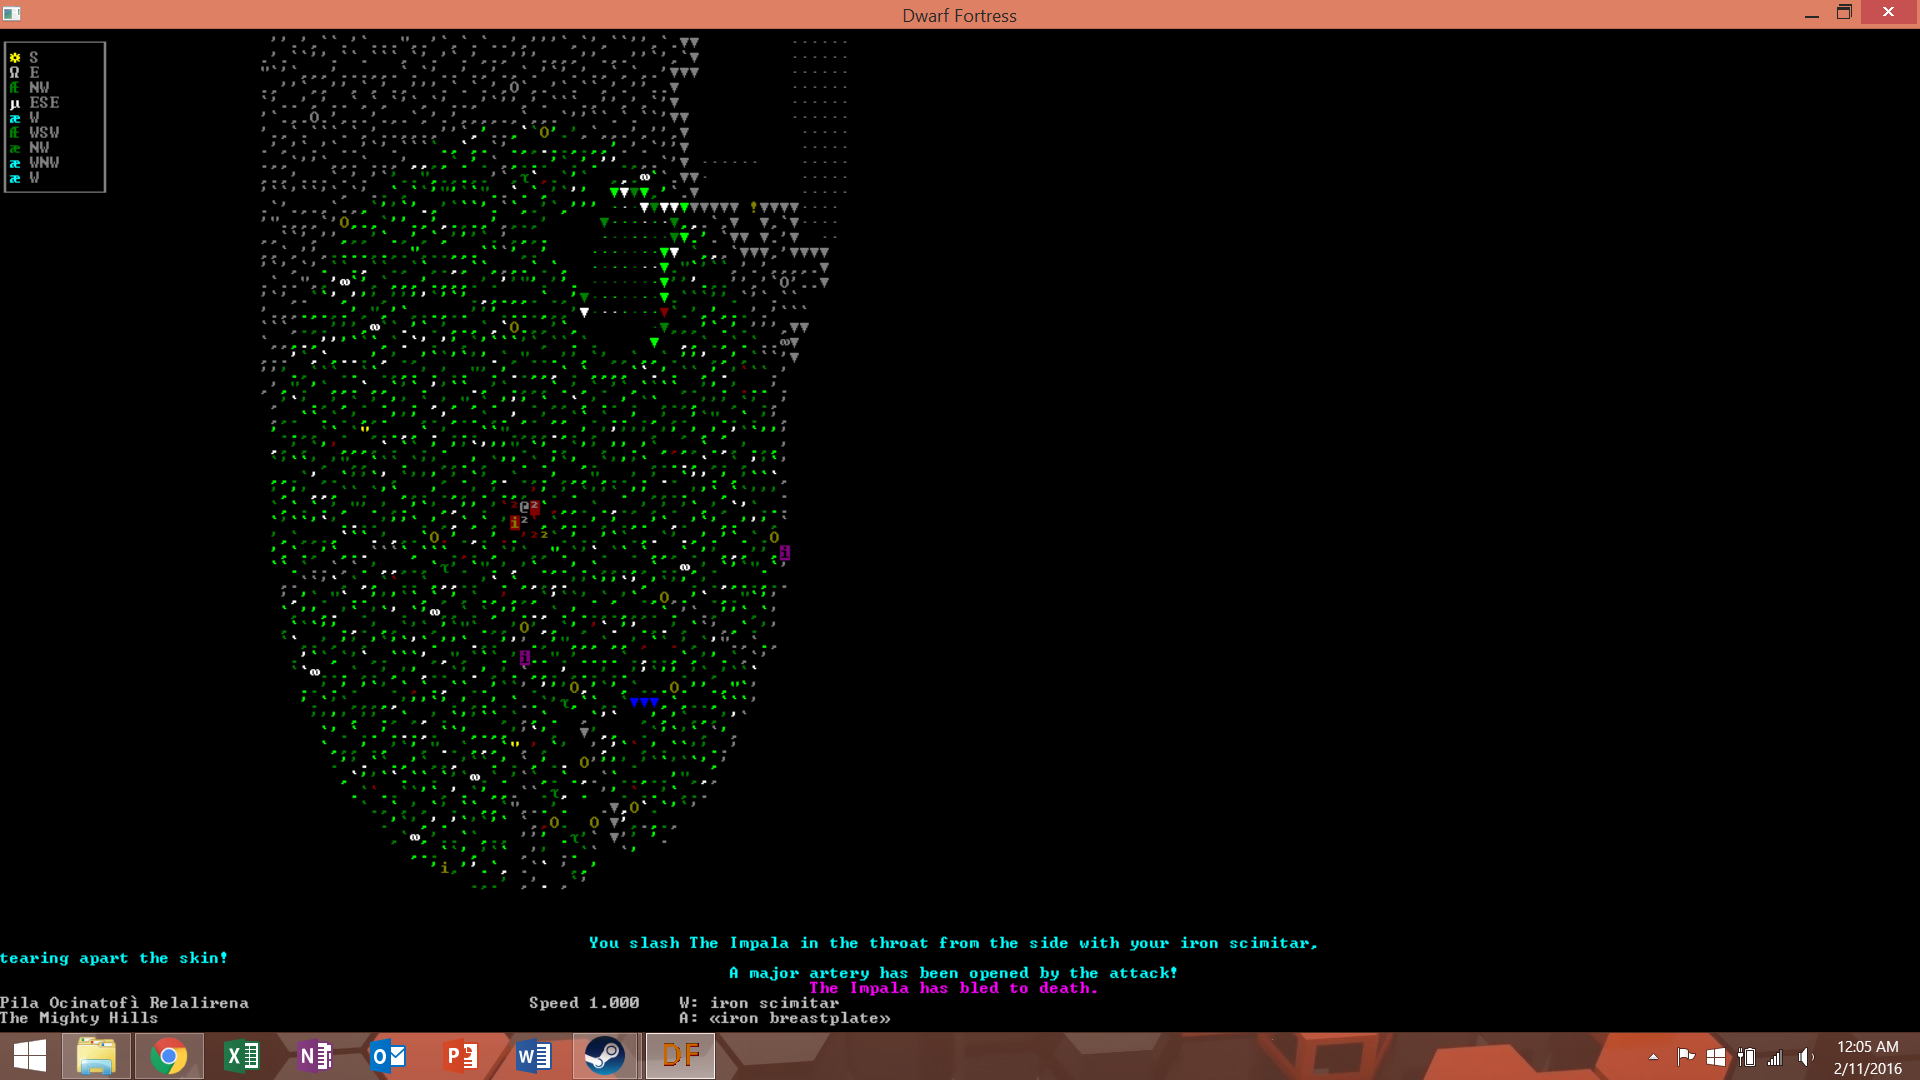 Dwarf Fortress
S
E
NW
ESE
W
WSW
NW
WNW
W
You slash The Impala in the throat from the side with your iron scimitar,
tearing apart the skin!
A major artery has been opened by the attack!
The Impala has bled to death.
Pila Ocinatofì Relalirena Speed 1.000 W: iron scimitar
The Mighty Hills A: «iron breastplate»
DF
12:05 AM
2/11/2016